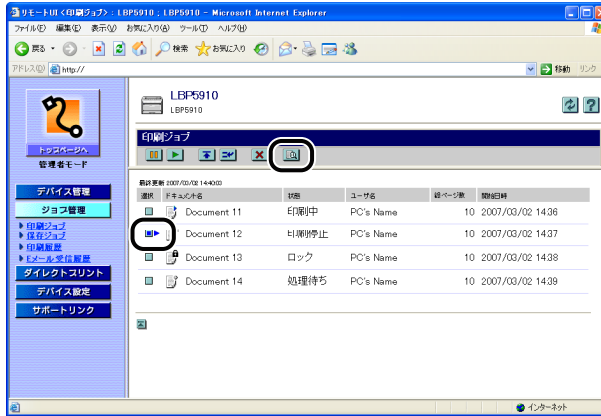 リモートUI <印刷ジョブ> : LBP5910 ; LBP5910 - Microsoft Internet Explorer
ファイル(F) 編集(E) 表示(V) お気に入り(A) ツール(T) ヘルプ(H)
戻る 検索 お気に入り
アドレス(D) http:// 移動 リンク
LBP5910
LBP5910
トップページへ
管理者モード
印刷ジョブ
最終更新 2007/03/02 14:40:03
デバイス管理
ジョブ管理
印刷ジョブ
保存ジョブ
印刷履歴
Eメール受信履歴
ダイレクトプリント
デバイス設定
サポートリンク
選択 ドキュメント名 状態 ユーザ名 総ページ数 開始日時
Document 11 印刷中 PC's Name 10 2007/03/02 14:36
Document 12 印刷停止 PC's Name 10 2007/03/02 14:37
Document 13 ロック PC's Name 10 2007/03/02 14:38
Document 14 処理待ち PC's Name 10 2007/03/02 14:39
インターネット